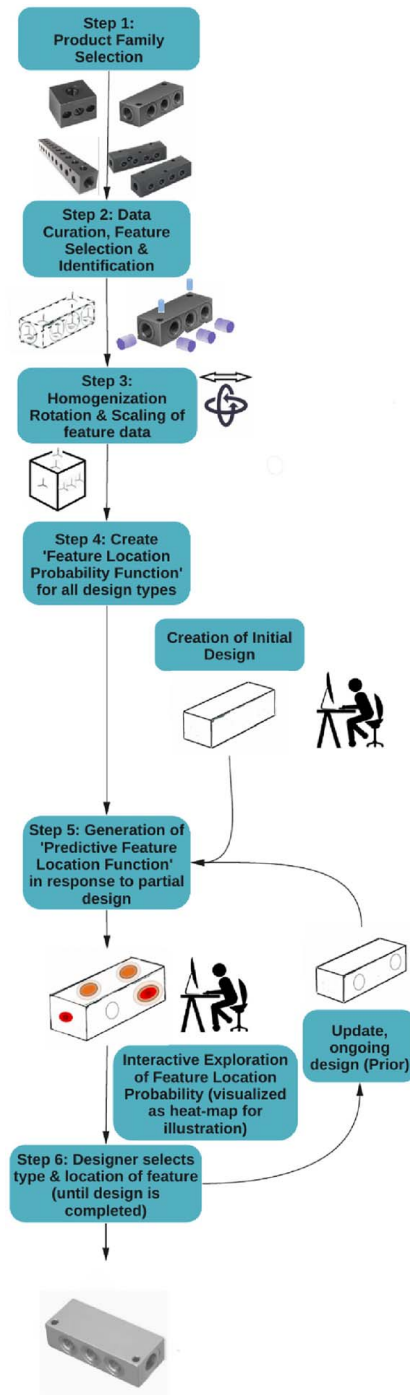 Step 1:
Product Family
Selection
Step 2: Data
Curation, Feature
Selection &
Identification
Step 3:
Homogenization
Rotation & Scaling of
feature data
Step 4: Create
'Feature Location
Probability Function'
for all design types
Creation of Initial
Design
Step 5: Generation of
'Predictive Feature
Location Function'
in response to partial
design
Interactive Exploration
of Feature Location
Probability (visualized
as heat-map for
illustration)
Update,
ongoing
design (Prior)
Step 6: Designer selects
type & location of feature
(until design is
completed)